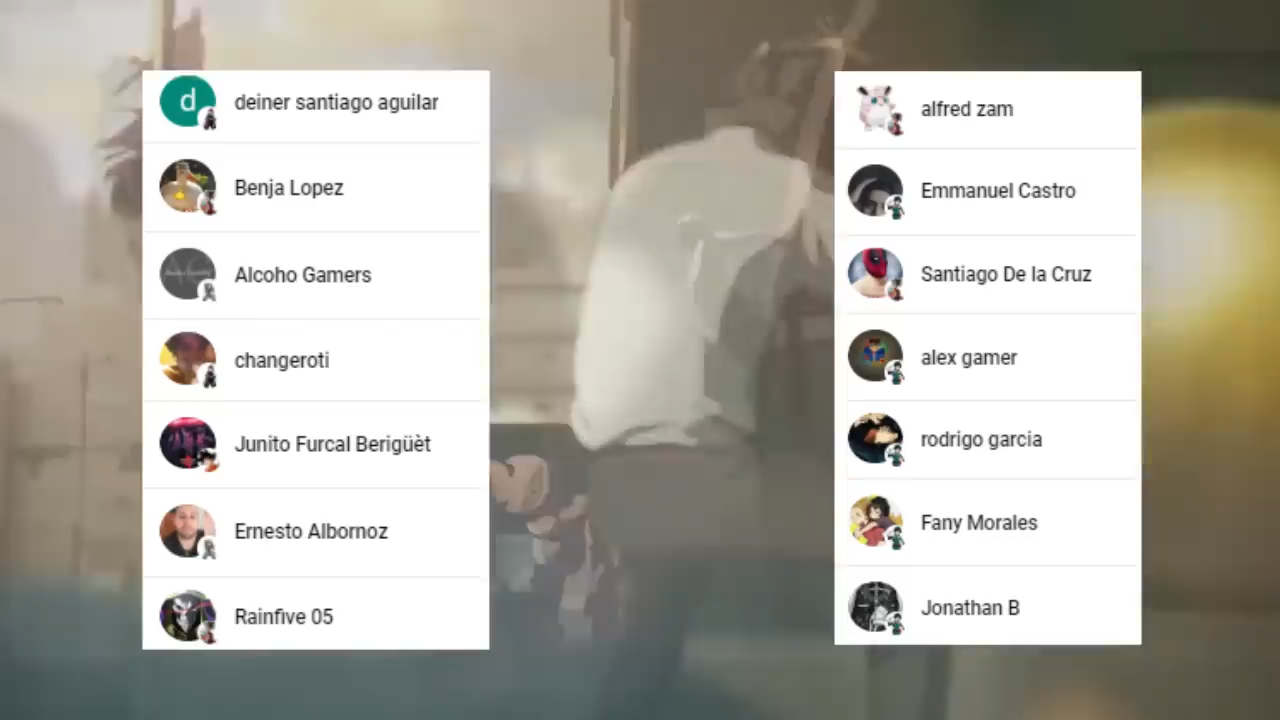 d
deiner santiago aguilar
Benja Lopez
Alcoho Gamers
changeroti
Junito Furcal Berigüèt
Ernesto Albornoz
Rainfive 05
alfred zam
Emmanuel Castro
Santiago De la Cruz
alex gamer
rodrigo garcia
Fany Morales
Jonathan B